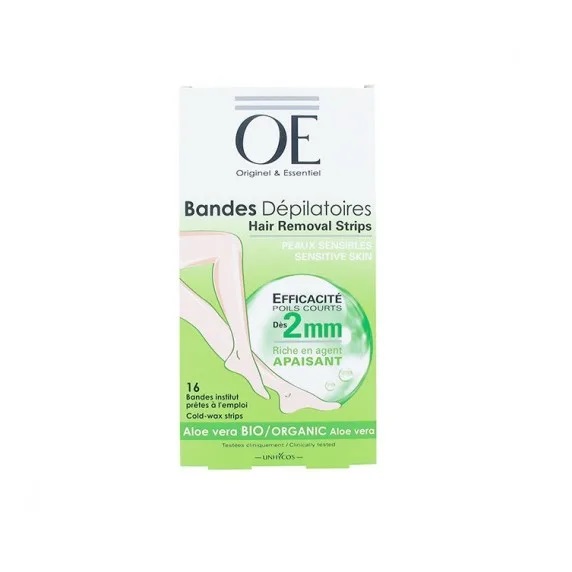 OE
Originel & Essentiel
Bandes Dépilatoires
Hair Removal Strips
PEAUX SENSIBLES
SENSITIVE SKIN
EFFICACITÉ
POILS COURTS
Dès 2mm
Riche en agent
APAISANT
16
Bandes institut
prêtes à l'emploi
Cold-wax strips
Aloe vera BIO/ORGANIC Aloe vera
Testées cliniquement / Clinically tested
UNHYCOS